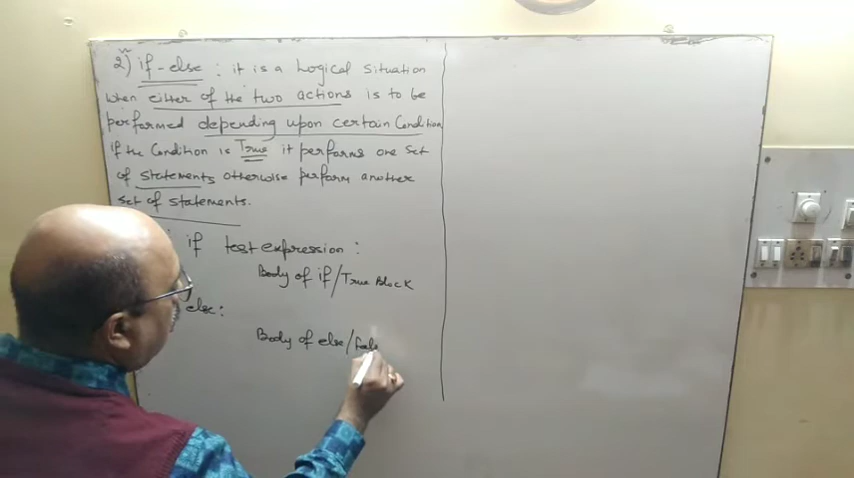 2) if-else : it is a Logical Situation
when either of the two actions is to be
performed depending upon certain Condition
if the Condition is True it performs one Set
of statements otherwise perform another
Set of statements.
if test expression :
Body of if/True Block
else :
Body of else/False